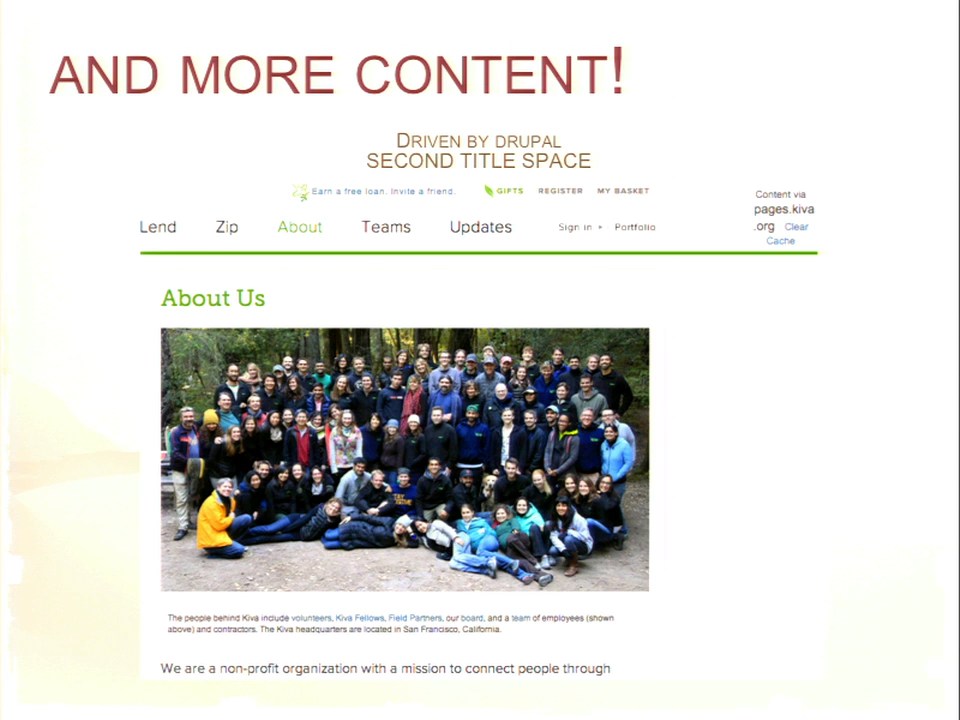 AND MORE CONTENT!
DRIVEN BY DRUPAL
SECOND TITLE SPACE
Earn a free loan. Invite a friend. GIFTS REGISTER MY BASKET
Content via
pages.kiva
.org Clear
Cache
Lend Zip About Teams Updates Sign in Portfolio
About Us
The people behind Kiva include volunteers, Kiva Fellows, Field Partners, our board, and a team of employees (shown
above) and contractors. The Kiva headquarters are located in San Francisco, California.
We are a non-profit organization with a mission to connect people through